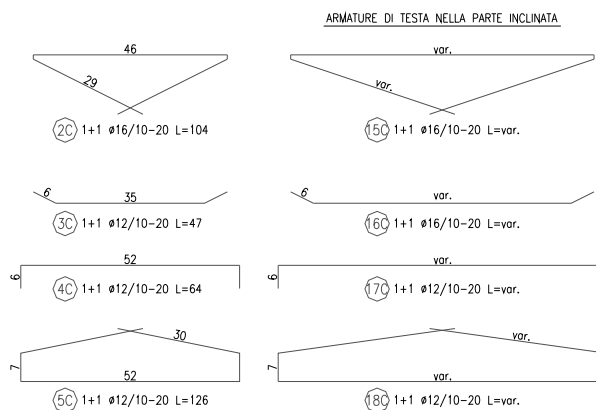 ARMATURE DI TESTA NELLA PARTE INCLINATA
46
29
2C 1+1 ø16/10-20 L=104
var.
var.
15C 1+1 ø16/10-20 L=var.
6
35
3C 1+1 ø12/10-20 L=47
6
var.
16C 1+1 ø16/10-20 L=var.
52
6
4C 1+1 ø12/10-20 L=64
var.
6
17C 1+1 ø12/10-20 L=var.
30
7
52
5C 1+1 ø12/10-20 L=126
var.
7
var.
18C 1+1 ø12/10-20 L=var.